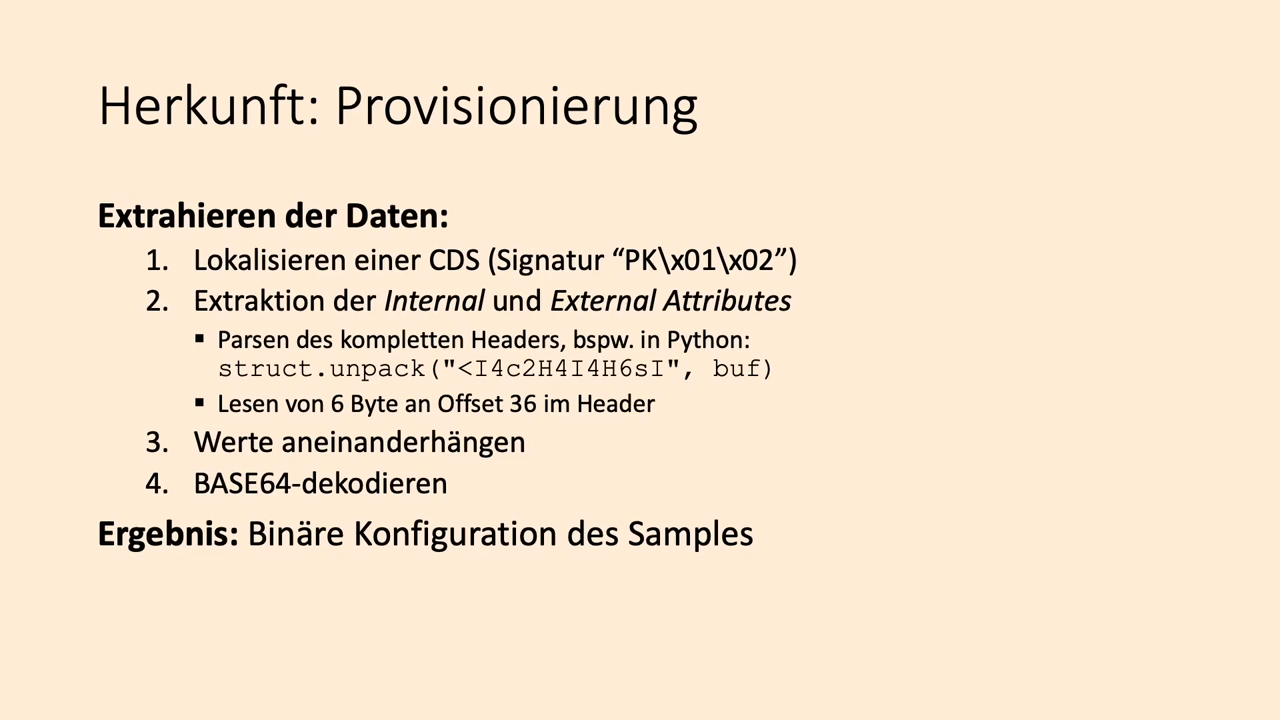 Herkunft: Provisionierung
Extrahieren der Daten:
1. Lokalisieren einer CDS (Signatur “PK\x01\x02”)
2. Extraktion der Internal und External Attributes
▪ Parsen des kompletten Headers, bspw. in Python:
struct.unpack("<I4c2H4I4H6sI", buf)
▪ Lesen von 6 Byte an Offset 36 im Header
3. Werte aneinanderhängen
4. BASE64-dekodieren
Ergebnis: Binäre Konfiguration des Samples